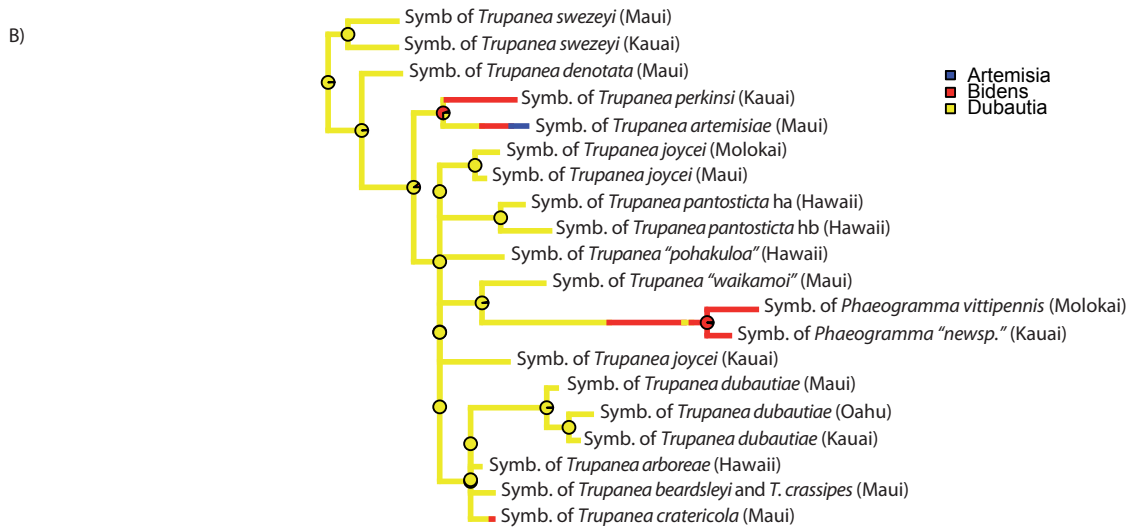 B)
Symb of Trupanea swezeyi (Maui)
Symb. of Trupanea swezeyi (Kauai)
Symb. of Trupanea denotata (Maui)
Symb. of Trupanea perkinsi (Kauai)
Symb. of Trupanea artemisiae (Maui)
Symb. of Trupanea joycei (Molokai)
Symb. of Trupanea joycei (Maui)
Symb. of Trupanea pantosticta ha (Hawaii)
Symb. of Trupanea pantosticta hb (Hawaii)
Symb. of Trupanea “pohakuloa” (Hawaii)
Symb. of Trupanea “waikamoi” (Maui)
Symb. of Phaeogramma vittipennis (Molokai)
Symb. of Phaeogramma “newsp.” (Kauai)
Symb. of Trupanea joycei (Kauai)
Symb. of Trupanea dubautiae (Maui)
Symb. of Trupanea dubautiae (Oahu)
Symb. of Trupanea dubautiae (Kauai)
Symb. of Trupanea arboreae (Hawaii)
Symb. of Trupanea beardsleyi and T. crassipes (Maui)
Symb. of Trupanea cratericola (Maui)
Artemisia
Bidens
Dubautia